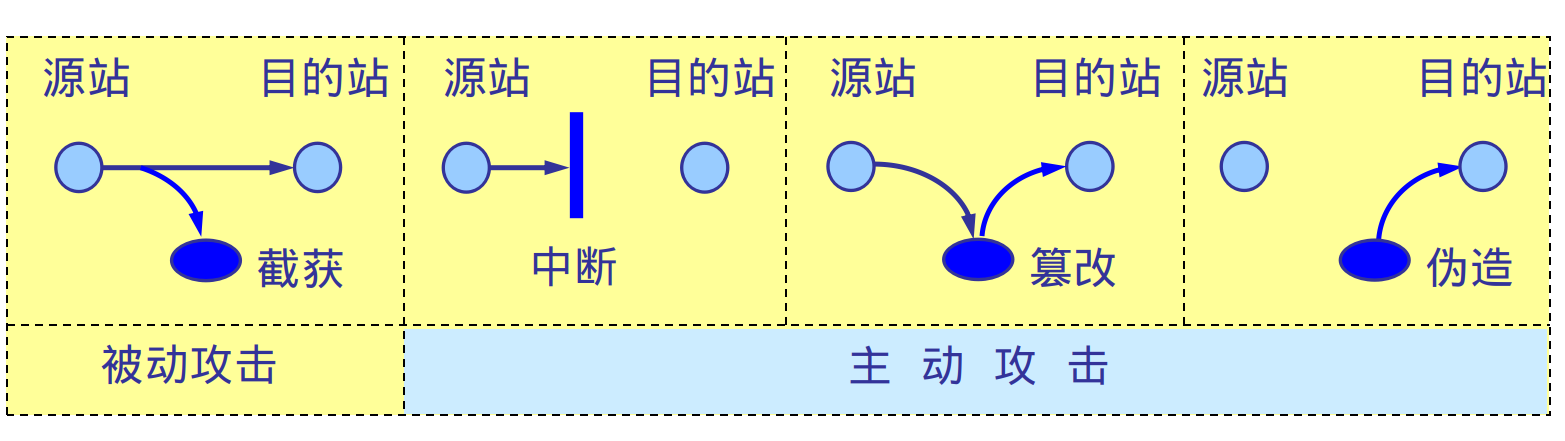 源站 目的站 源站 目的站 源站 目的站 源站 目的站
截获 中断 篡改 伪造
被动攻击 主 动 攻 击